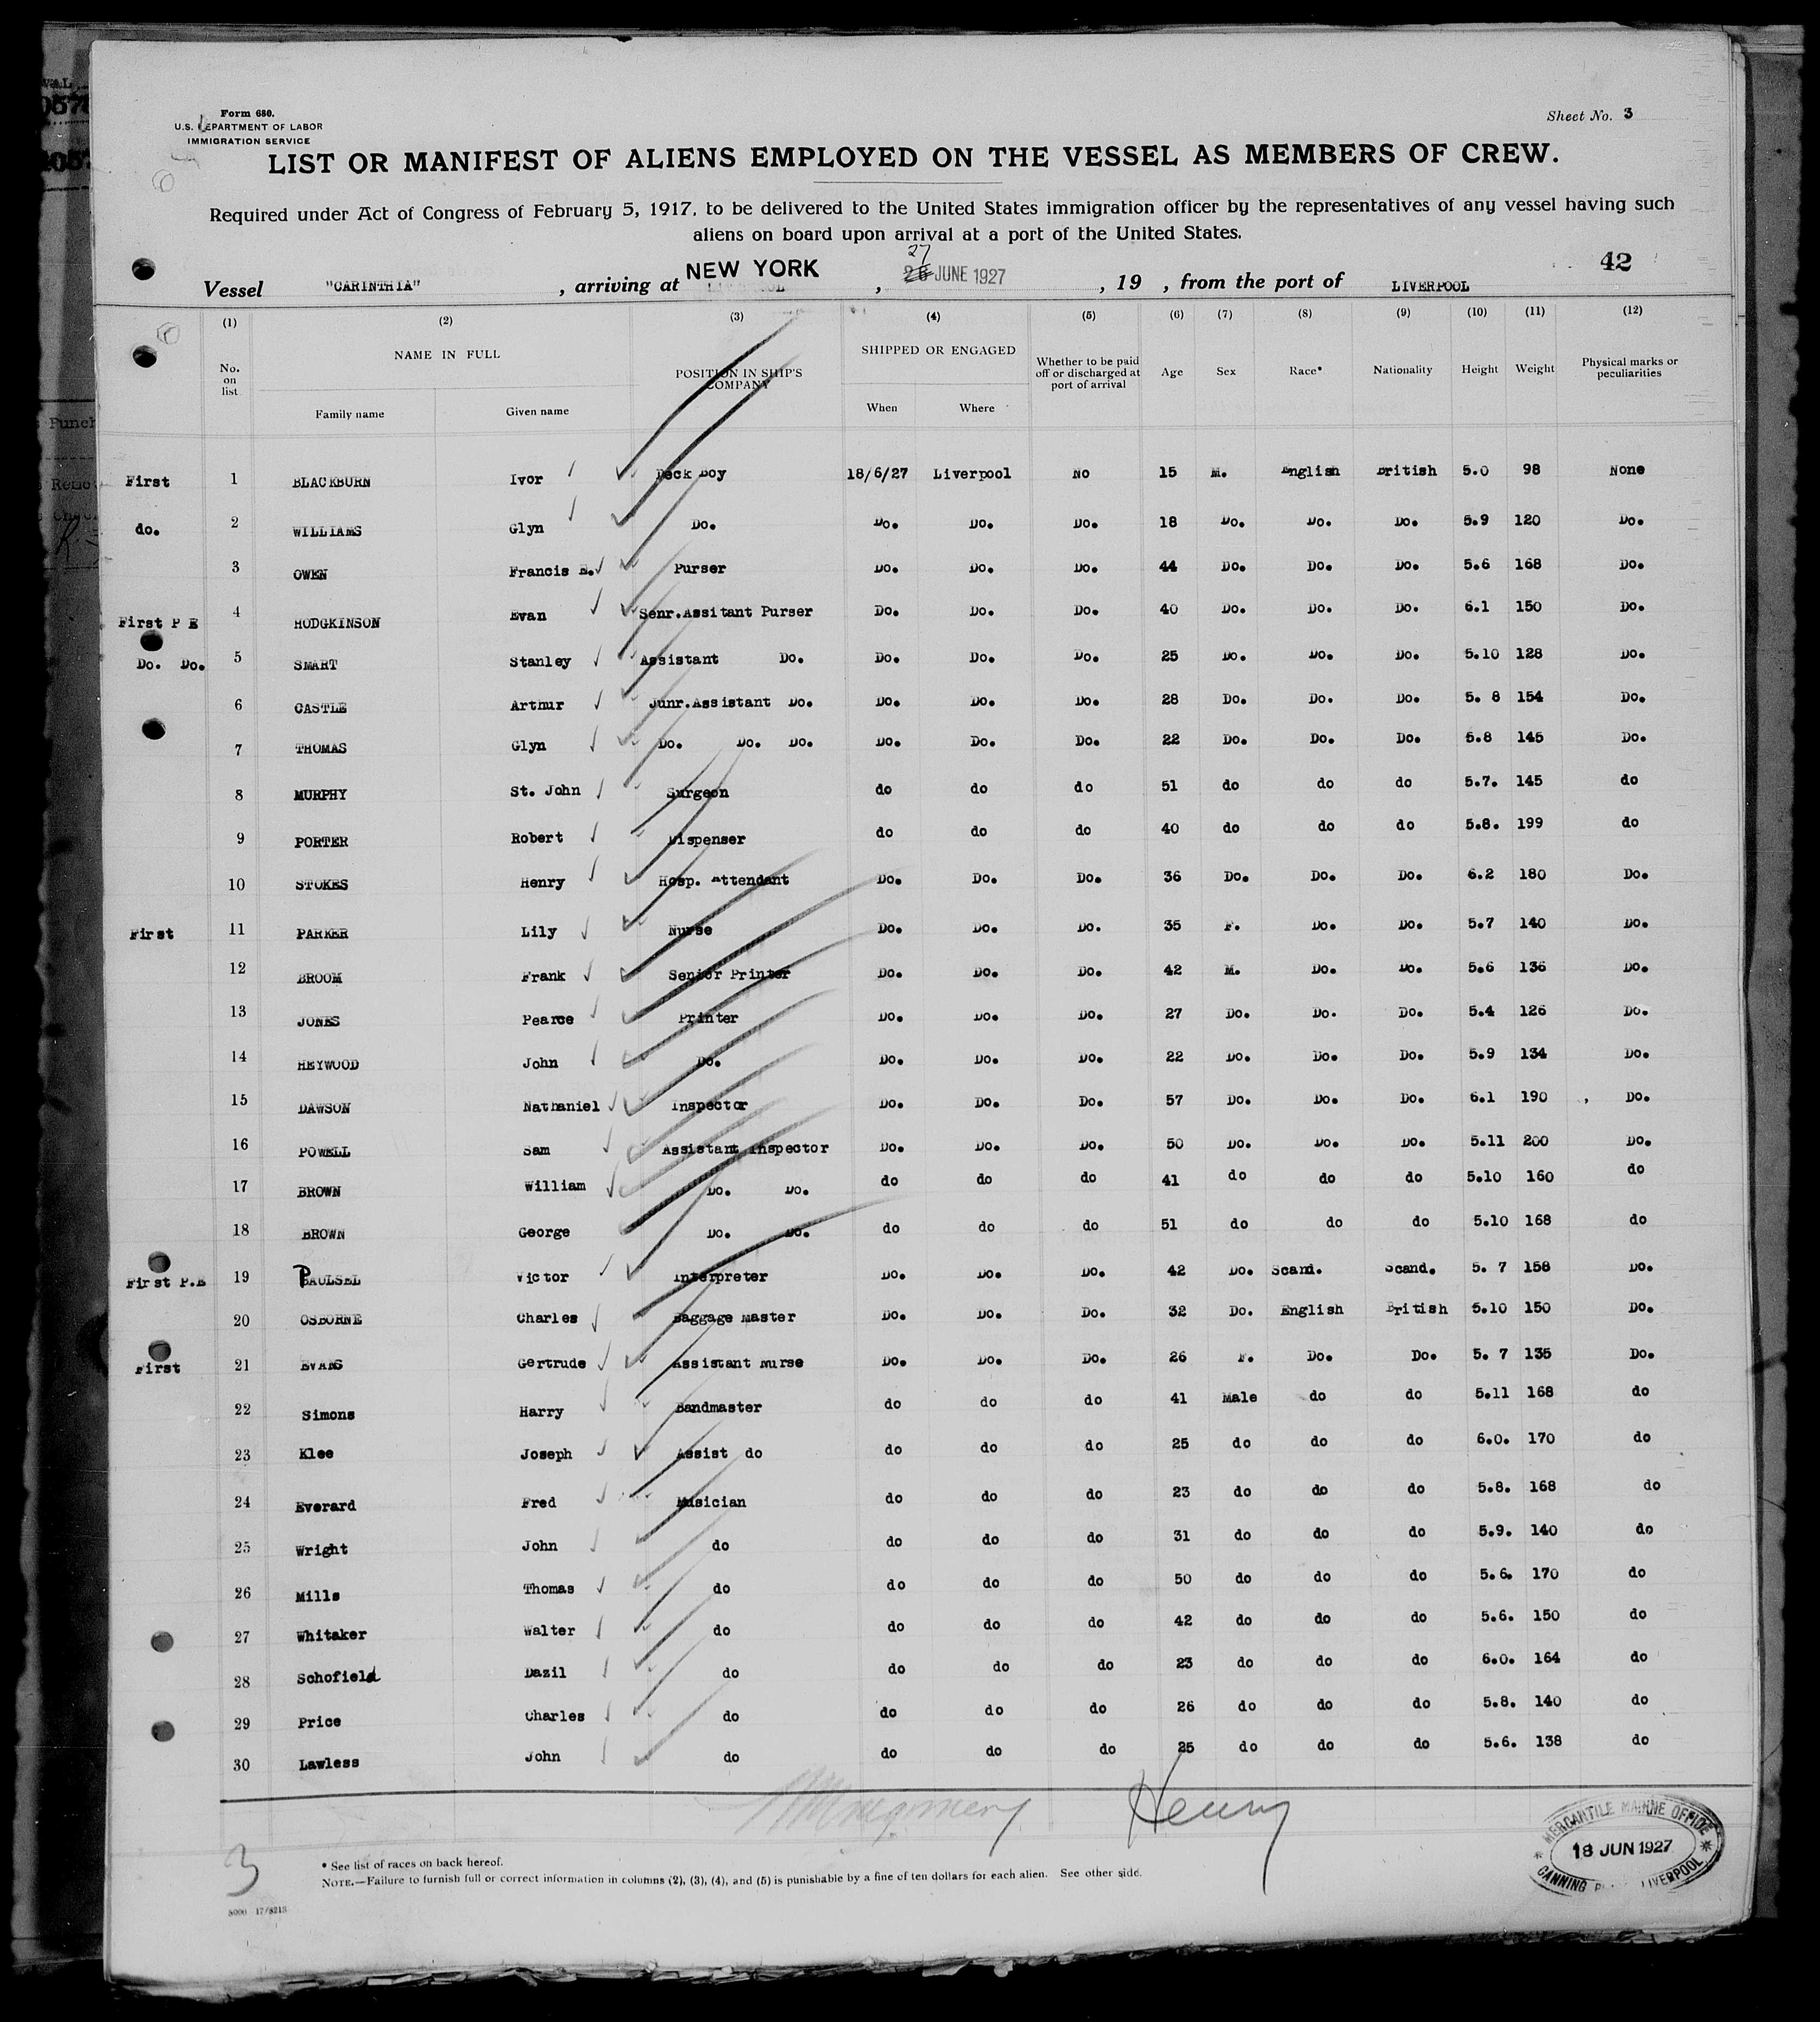 Form 680.
U.S. DEPARTMENT OF LABOR
IMMIGRATION SERVICE
Sheet No. 3
LIST OR MANIFEST OF ALIENS EMPLOYED ON THE VESSEL AS MEMBERS OF CREW.
Required under Act of Congress of February 5, 1917, to be delivered to the United States immigration officer by the representatives of any vessel having such
aliens on board upon arrival at a port of the United States.
42
Vessel "CARINTHIA", arriving at NEW YORK, 27 26 JUNE 1927, 19 , from the port of LIVERPOOL
(1) (2) (3) (4) (5) (6) (7) (8) (9) (10) (11) (12)
No. on list NAME IN FULL Family name Given name POSITION IN SHIP'S COMPANY SHIPPED OR ENGAGED When Where Whether to be paid off or discharged at port of arrival Age Sex Race* Nationality Height Weight Physical marks or peculiarities
First 1 BLACKBURN Ivor Deck Boy 18/6/27 Liverpool No 15 M. English British 5.0 98 None
do. 2 WILLIAMS Glyn Do. Do. Do. Do. 18 Do. Do. Do. 5.9 120 Do.
3 OWEN Francis E. Purser Do. Do. Do. 44 Do. Do. Do. 5.6 168 Do.
First P E 4 HODGKINSON Evan Senr.Assitant Purser Do. Do. Do. 40 Do. Do. Do. 6.1 150 Do.
Do. Do. 5 SMART Stanley Assistant Do. Do. Do. Do. 25 Do. Do. Do. 5.10 128 Do.
6 CASTLE Arthur Junr.Assistant Do. Do. Do. Do. 28 Do. Do. Do. 5. 8 154 Do.
7 THOMAS Glyn Do. Do. Do. Do. Do. Do. 22 Do. Do. Do. 5.8 145 Do.
8 MURPHY St. John Surgeon do do do 51 do do do 5.7. 145 do
9 PORTER Robert Dispenser do do do 40 do do do 5.8. 199 do
10 STOKES Henry Hosp. Attendant Do. Do. Do. 36 Do. Do. Do. 6.2 180 Do.
First 11 PARKER Lily Nurse Do. Do. Do. 35 F. Do. Do. 5.7 140 Do.
12 BROOM Frank Senior Printer Do. Do. Do. 42 M. Do. Do. 5.6 136 Do.
13 JONES Pearce Printer Do. Do. Do. 27 Do. Do. Do. 5.4 126 Do.
14 HEYWOOD John Do. Do. Do. Do. 22 Do. Do. Do. 5.9 134 Do.
15 DAWSON Nathaniel Inspector Do. Do. Do. 57 Do. Do. Do. 6.1 190 Do.
16 POWELL Sam Assistant Inspector Do. Do. Do. 50 Do. Do. Do. 5.11 200 Do.
17 BROWN William Do. Do. do do do 41 do do do 5.10 160 do
18 BROWN George Do. Do. do do do 51 do do do 5.10 168 do
First P.E 19 PAULSEL Victor Interpreter Do. Do. Do. 42 Do. Scand. Scand. 5. 7 158 Do.
20 OSBORNE Charles Baggage Master Do. Do. Do. 32 Do. English British 5.10 150 Do.
First 21 EVANS Gertrude Assistant Nurse Do. Do. Do. 26 F. Do. Do. 5. 7 135 Do.
22 Simons Harry Bandmaster do do do 41 Male do do 5.11 168 do
23 Klee Joseph Assist do do do do 25 do do do 6.0. 170 do
24 Everard Fred Musician do do do 23 do do do 5.8. 168 do
25 Wright John do do do do 31 do do do 5.9. 140 do
26 Mills Thomas do do do do 50 do do do 5.6. 170 do
27 Whitaker Walter do do do do 42 do do do 5.6. 150 do
28 Schofield Dazil do do do do 23 do do do 6.0. 164 do
29 Price Charles do do do do 26 do do do 5.8. 140 do
30 Lawless John do do do do 25 do do do 5.6. 138 do
Henry
MERCANTILE MARINE OFFICE
18 JUN 1927
CANNING LIVERPOOL
3
* See list of races on back hereof.
NOTE.—Failure to furnish full or correct information in columns (2), (3), (4), and (5) is punishable by a fine of ten dollars for each alien. See other side.